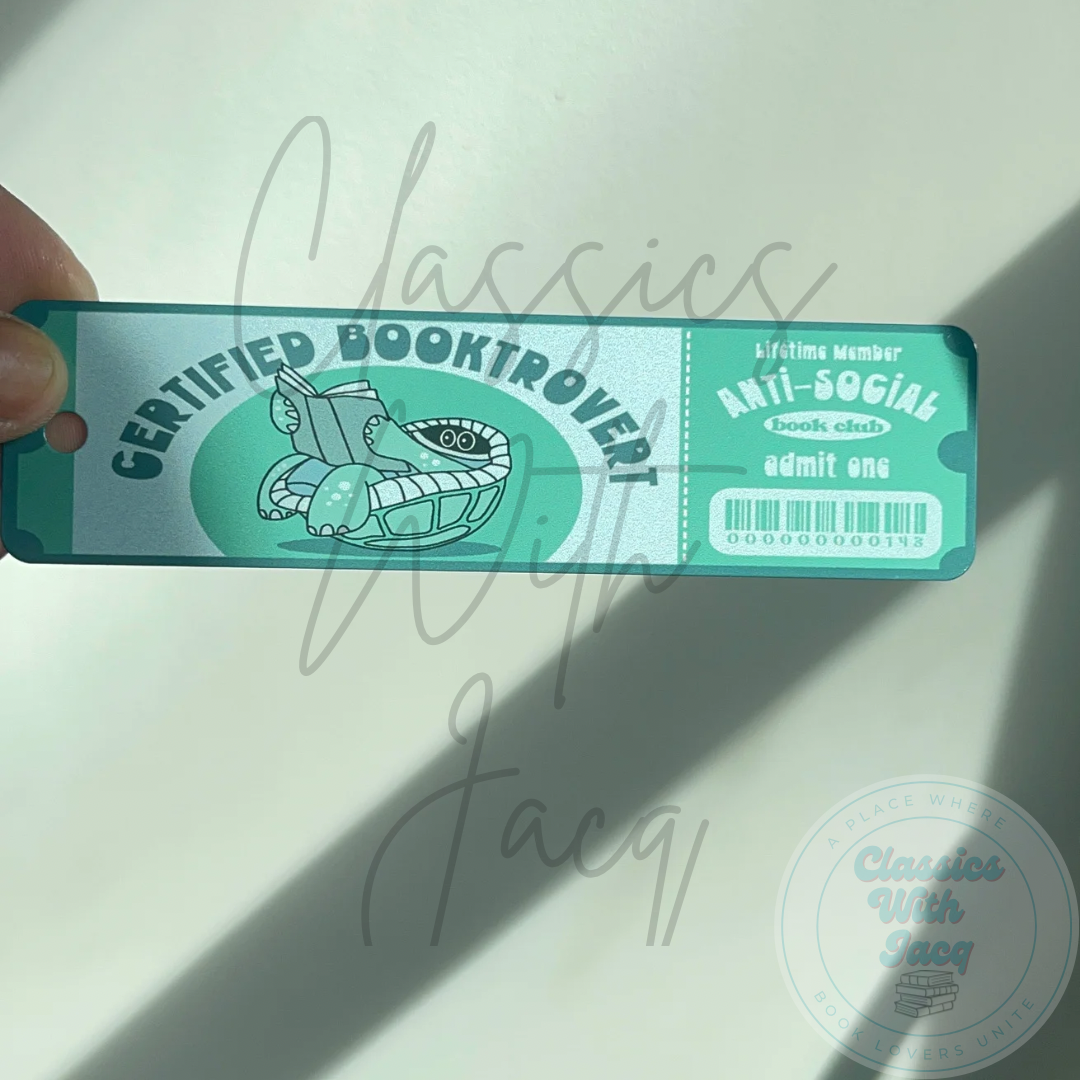 Classics
With
Jacq
CERTIFIED BOOKTROVERT
Lifetime Member
ANTI-SOCIAL
book club
admit one
000000000143
A PLACE WHERE
Classics
With
Jacq
BOOK LOVERS UNITE